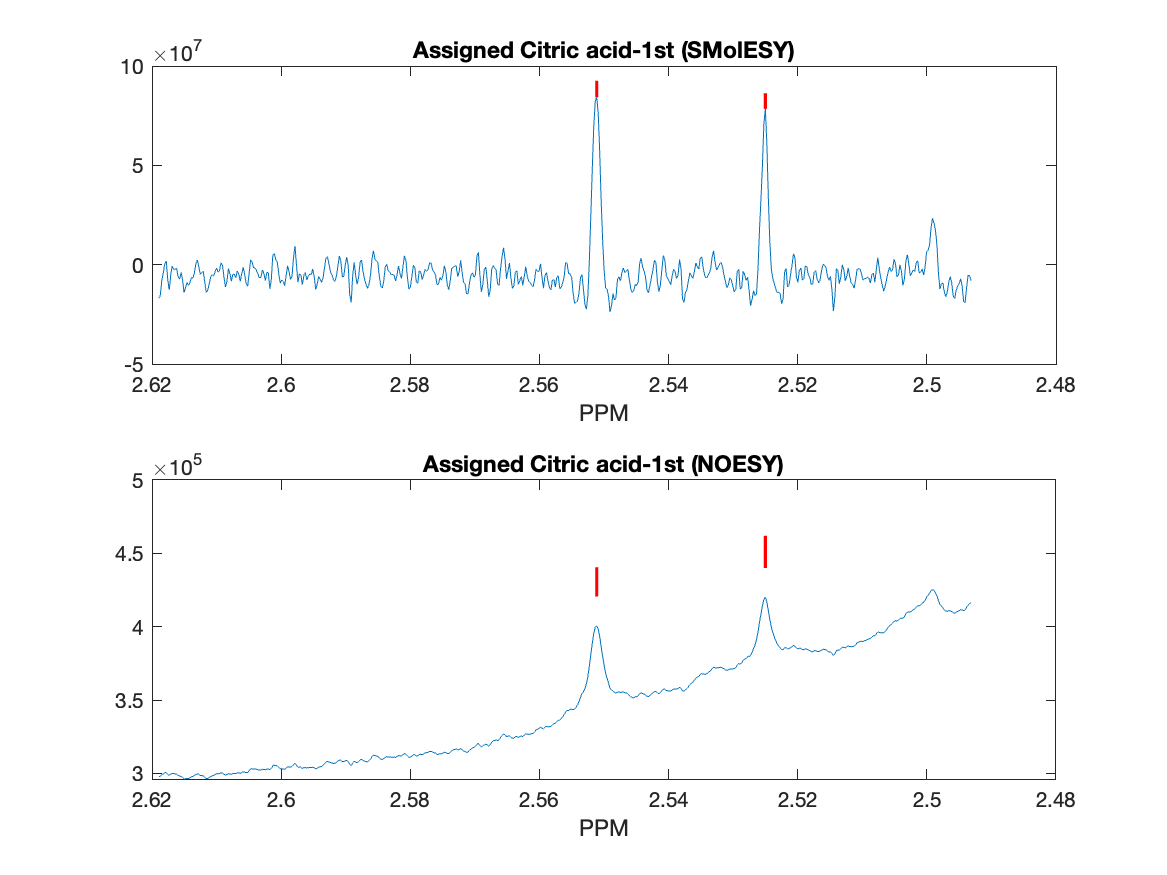 Assigned Citric acid-1st (SMolESY)
×10^7
10
5
0
-5
2.62 2.6 2.58 2.56 2.54 2.52 2.5 2.48
PPM
Assigned Citric acid-1st (NOESY)
×10^5
5
4.5
4
3.5
3
2.62 2.6 2.58 2.56 2.54 2.52 2.5 2.48
PPM